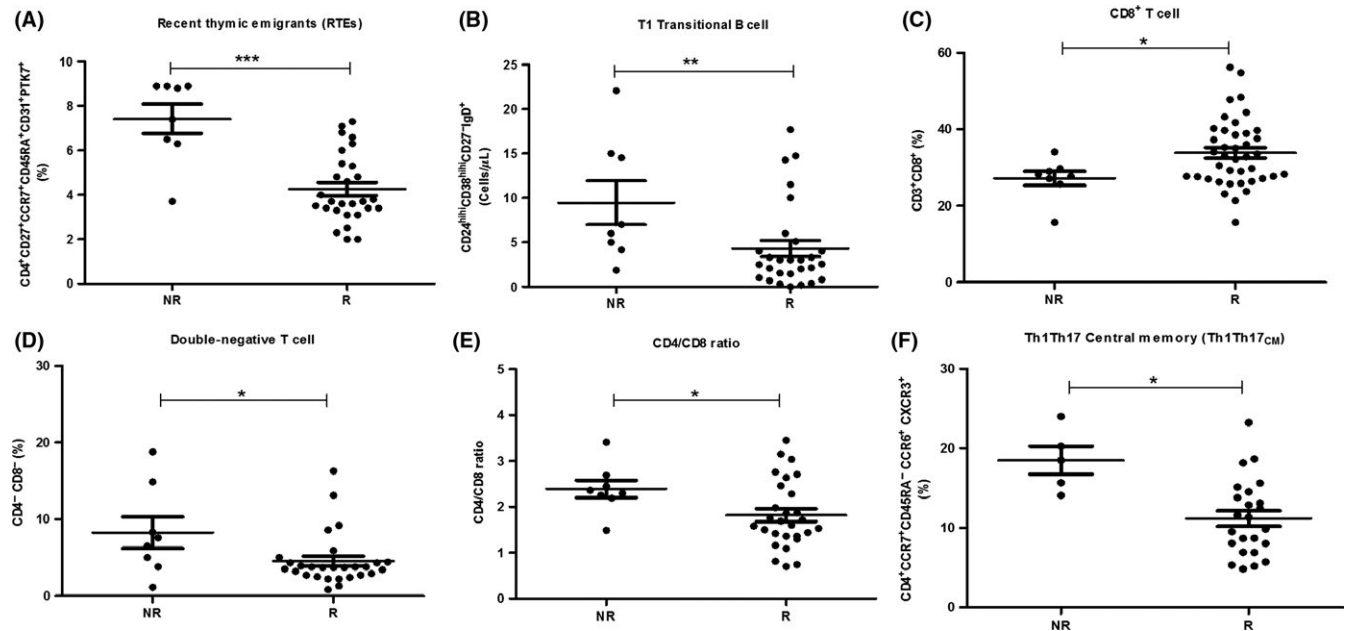 (A)
Recent thymic emigrants (RTEs)
***
CD4⁺CD27⁺CCR7⁺CD45RA⁺CD31⁺PTK7⁺
(%)
10
8
6
4
2
0
NR
R
(B)
T1 Transitional B cell
**
CD24ʰⁱʰⁱCD38ʰⁱʰⁱCD27⁻IgD⁺
(Cells/µL)
25
20
15
10
5
0
NR
R
(C)
CD8⁺ T cell
*
CD3⁺CD8⁺ (%)
60
40
20
0
NR
R
(D)
Double-negative T cell
*
CD4⁻ CD8⁻ (%)
30
20
10
0
NR
R
(E)
CD4/CD8 ratio
*
CD4/CD8 ratio
5
4
3
2
1
0
NR
R
(F)
Th1Th17 Central memory (Th1Th17CM)
*
CD4⁺CCR7⁺CD45RA⁻ CCR6⁺ CXCR3⁺
(%)
30
20
10
0
NR
R